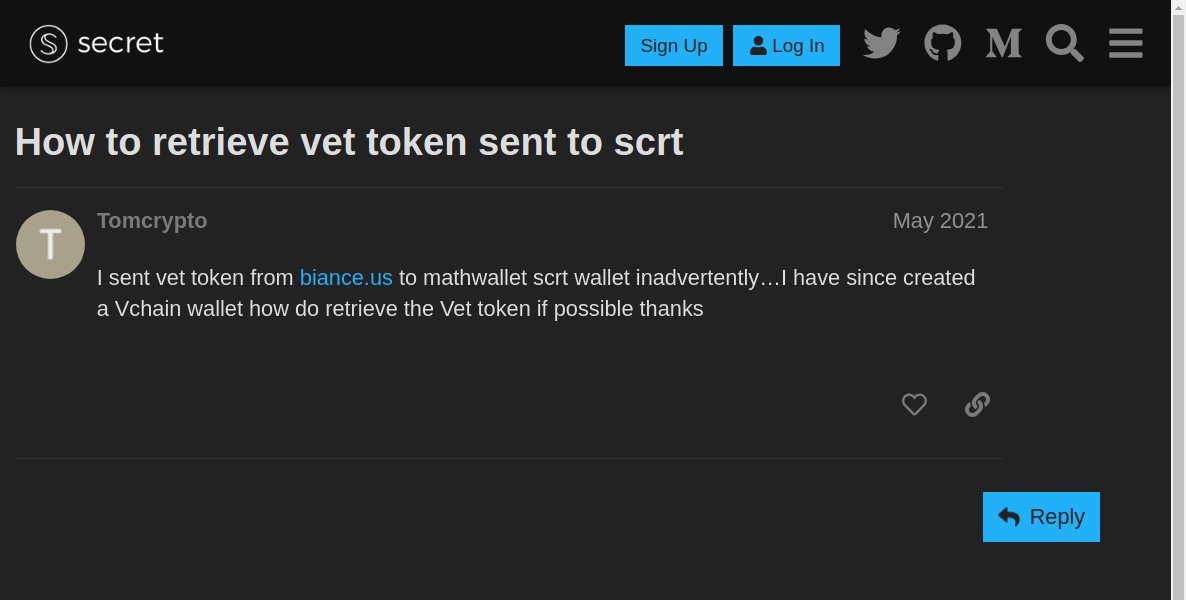 secret
Sign Up
Log In
How to retrieve vet token sent to scrt
T
Tomcrypto
May 2021
I sent vet token from biance.us to mathwallet scrt wallet inadvertently…I have since created
a Vchain wallet how do retrieve the Vet token if possible thanks
Reply